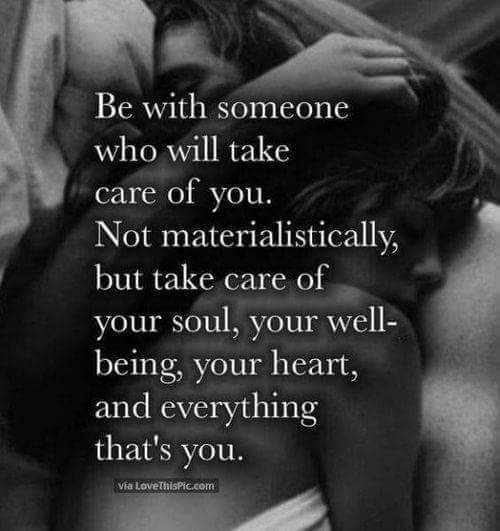 Be with someone
who will take
care of you.
Not materialistically,
but take care of
your soul, your well-
being, your heart,
and everything
that's you.
via LoveThisPic.com